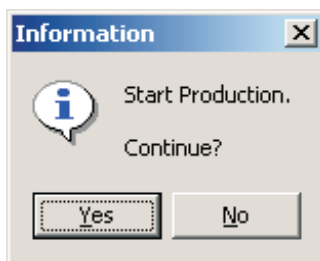 Information
Start Production.
Continue?
Yes
No